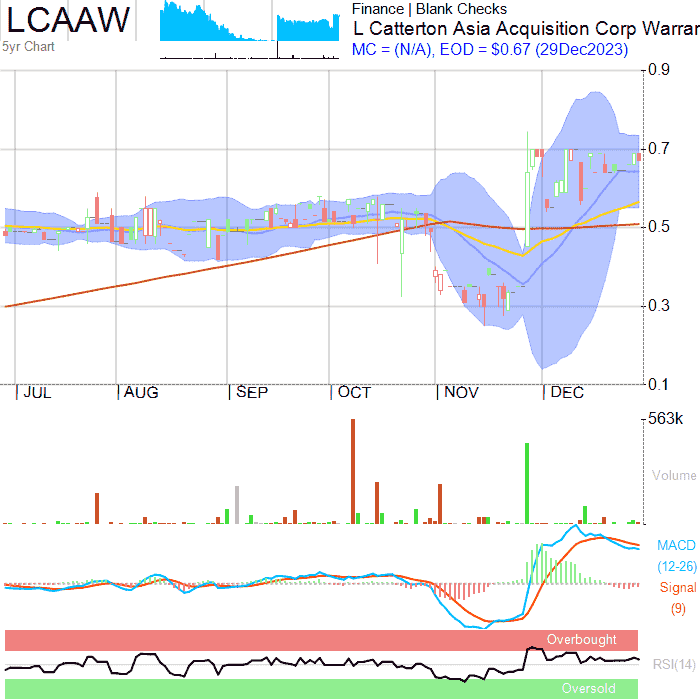 LCAAW
5yr Chart
Finance | Blank Checks
L Catterton Asia Acquisition Corp Warran
MC = (N/A), EOD = $0.67 (29Dec2023)
0.9
0.7
0.5
0.3
0.1
JUL AUG SEP OCT NOV DEC
563k
Volume
MACD
(12-26)
Signal
(9)
Overbought
RSI(14)
Oversold